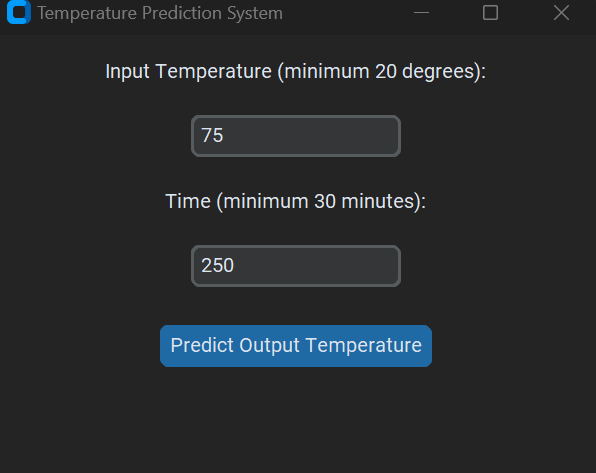 Temperature Prediction System
Input Temperature (minimum 20 degrees):
75
Time (minimum 30 minutes):
250
Predict Output Temperature